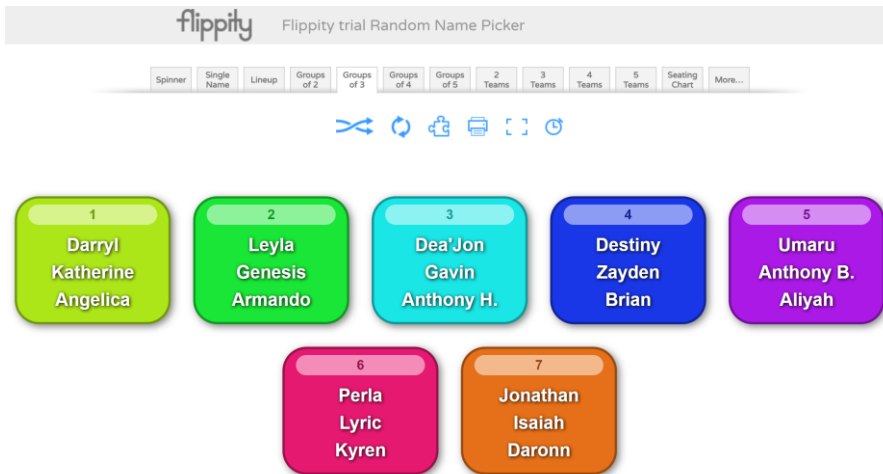 flippity Flippity trial Random Name Picker
Spinner
Single
Name
Lineup
Groups
of 2
Groups
of 3
Groups
of 4
Groups
of 5
2
Teams
3
Teams
4
Teams
5
Teams
Seating
Chart
More...
1
Darryl
Katherine
Angelica
2
Leyla
Genesis
Armando
3
Dea'Jon
Gavin
Anthony H.
4
Destiny
Zayden
Brian
5
Umaru
Anthony B.
Aliyah
6
Perla
Lyric
Kyren
7
Jonathan
Isaiah
Daronn